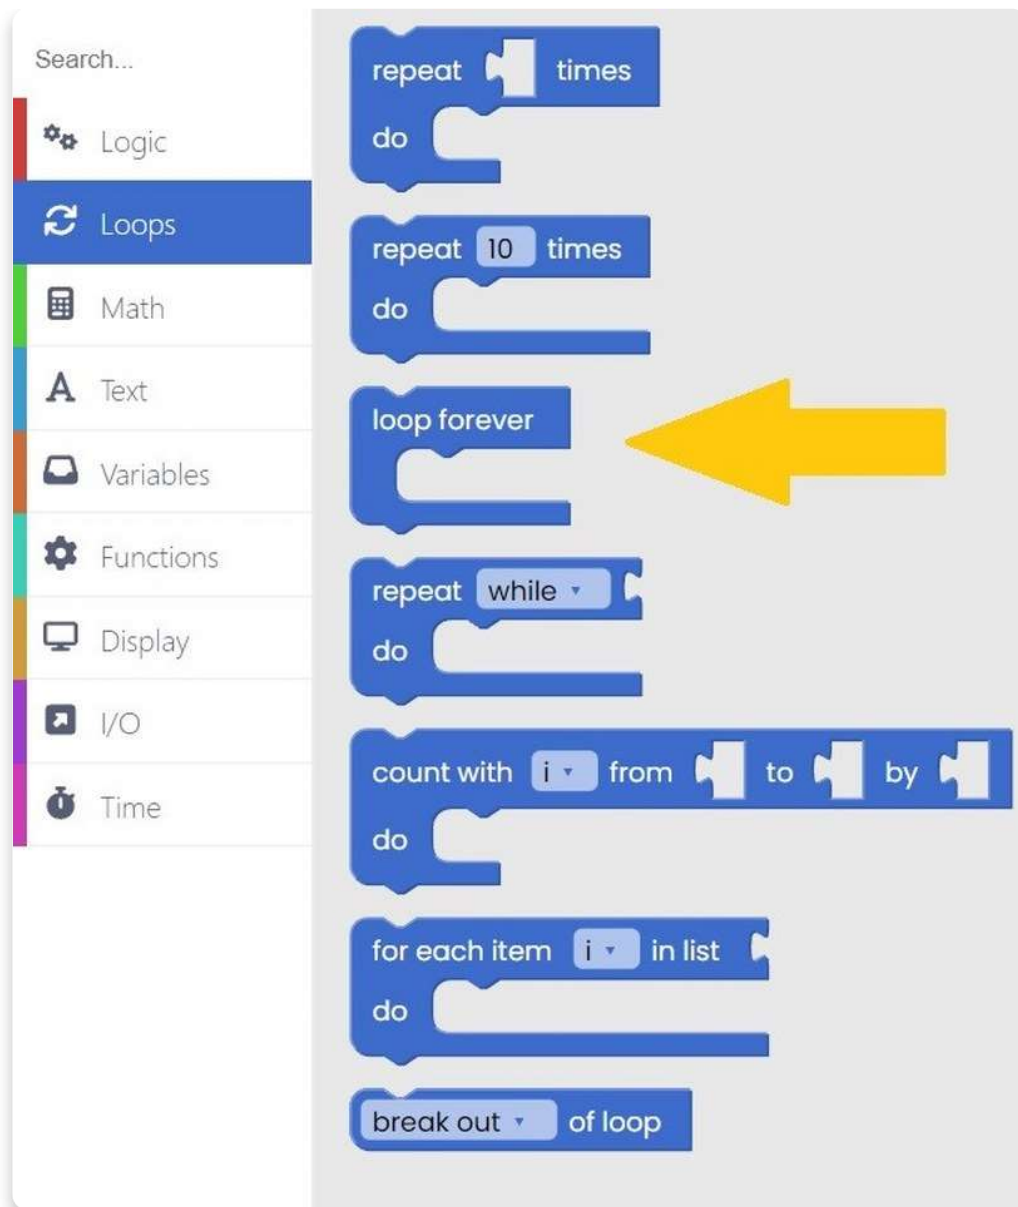 Search...
Logic
Loops
Math
Text
Variables
Functions
Display
I/O
Time
repeat times
do
repeat 10 times
do
loop forever
repeat while
do
count with i from to by
do
for each item i in list
do
break out of loop